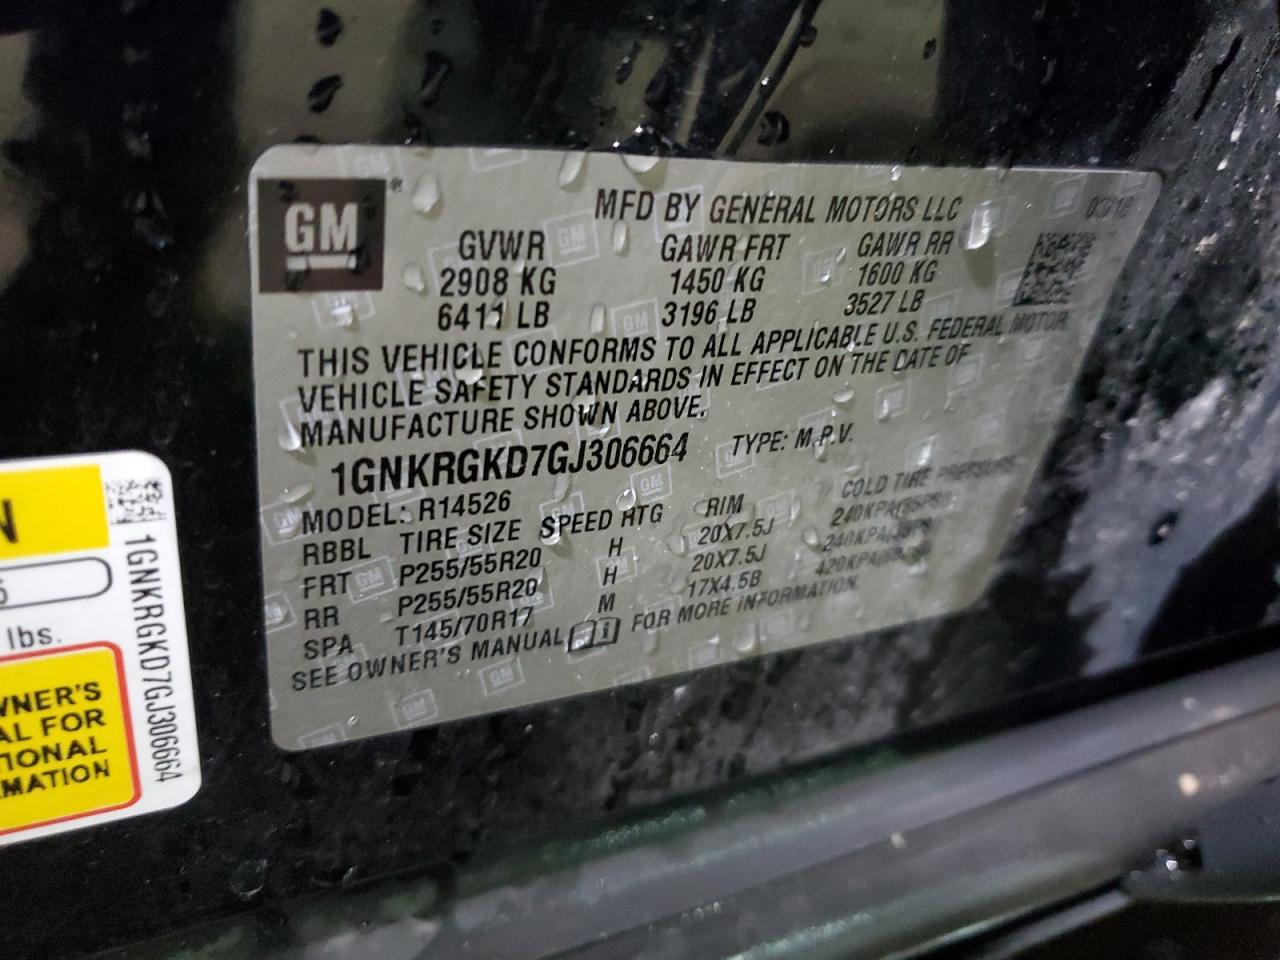 GM
MFD BY GENERAL MOTORS LLC
GVWR GAWR FRT GAWR RR
2908 KG 1450 KG 1600 KG
6411 LB 3196 LB 3527 LB
THIS VEHICLE CONFORMS TO ALL APPLICABLE U.S. FEDERAL MOTOR
VEHICLE SAFETY STANDARDS IN EFFECT ON THE DATE OF
MANUFACTURE SHOWN ABOVE.
1GNKRGKD7GJ306664 TYPE: M.P.V.
MODEL: R14526
RBBL TIRE SIZE SPEED RTG RIM COLD TIRE PRESSURE
FRT P255/55R20 H 20X7.5J 240KPA
RR P255/55R20 H 20X7.5J 240KPA
SPA T145/70R17 M 17X4.5B 420KPA
SEE OWNER'S MANUAL FOR MORE INFORMATION.
N
lbs.
WNER'S
AL FOR
TIONAL
MATION
1GNKRGKD7GJ306664